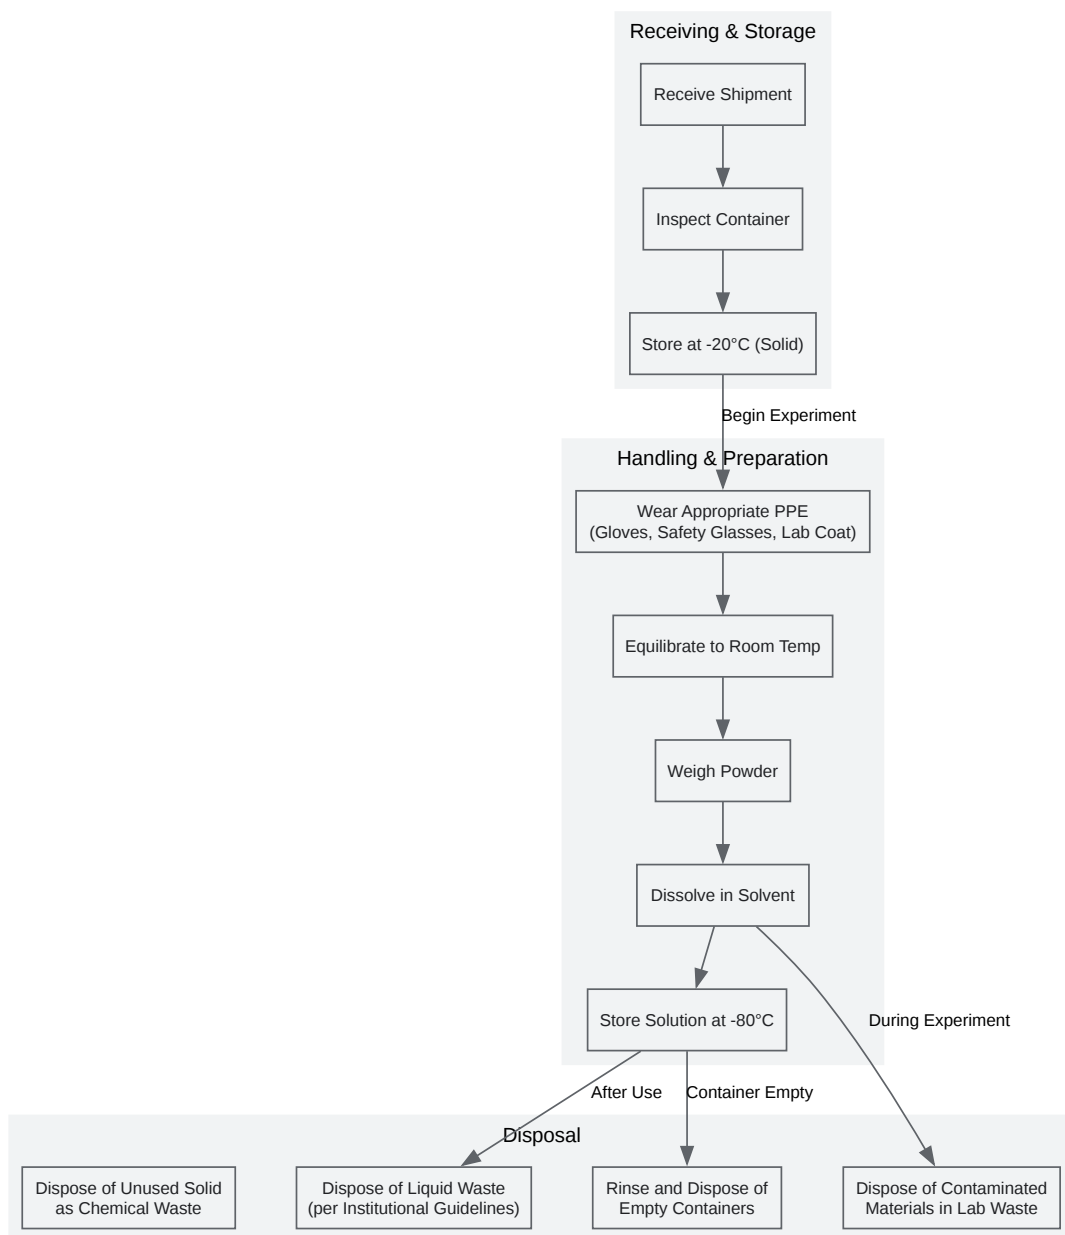 Receiving & Storage
Receive Shipment
Inspect Container
Store at -20°C (Solid)
Begin Experiment
Handling & Preparation
Wear Appropriate PPE
(Gloves, Safety Glasses, Lab Coat)
Equilibrate to Room Temp
Weigh Powder
Dissolve in Solvent
Store Solution at -80°C
During Experiment
After Use
Container Empty
Disposal
Dispose of Unused Solid
as Chemical Waste
Dispose of Liquid Waste
(per Institutional Guidelines)
Rinse and Dispose of
Empty Containers
Dispose of Contaminated
Materials in Lab Waste